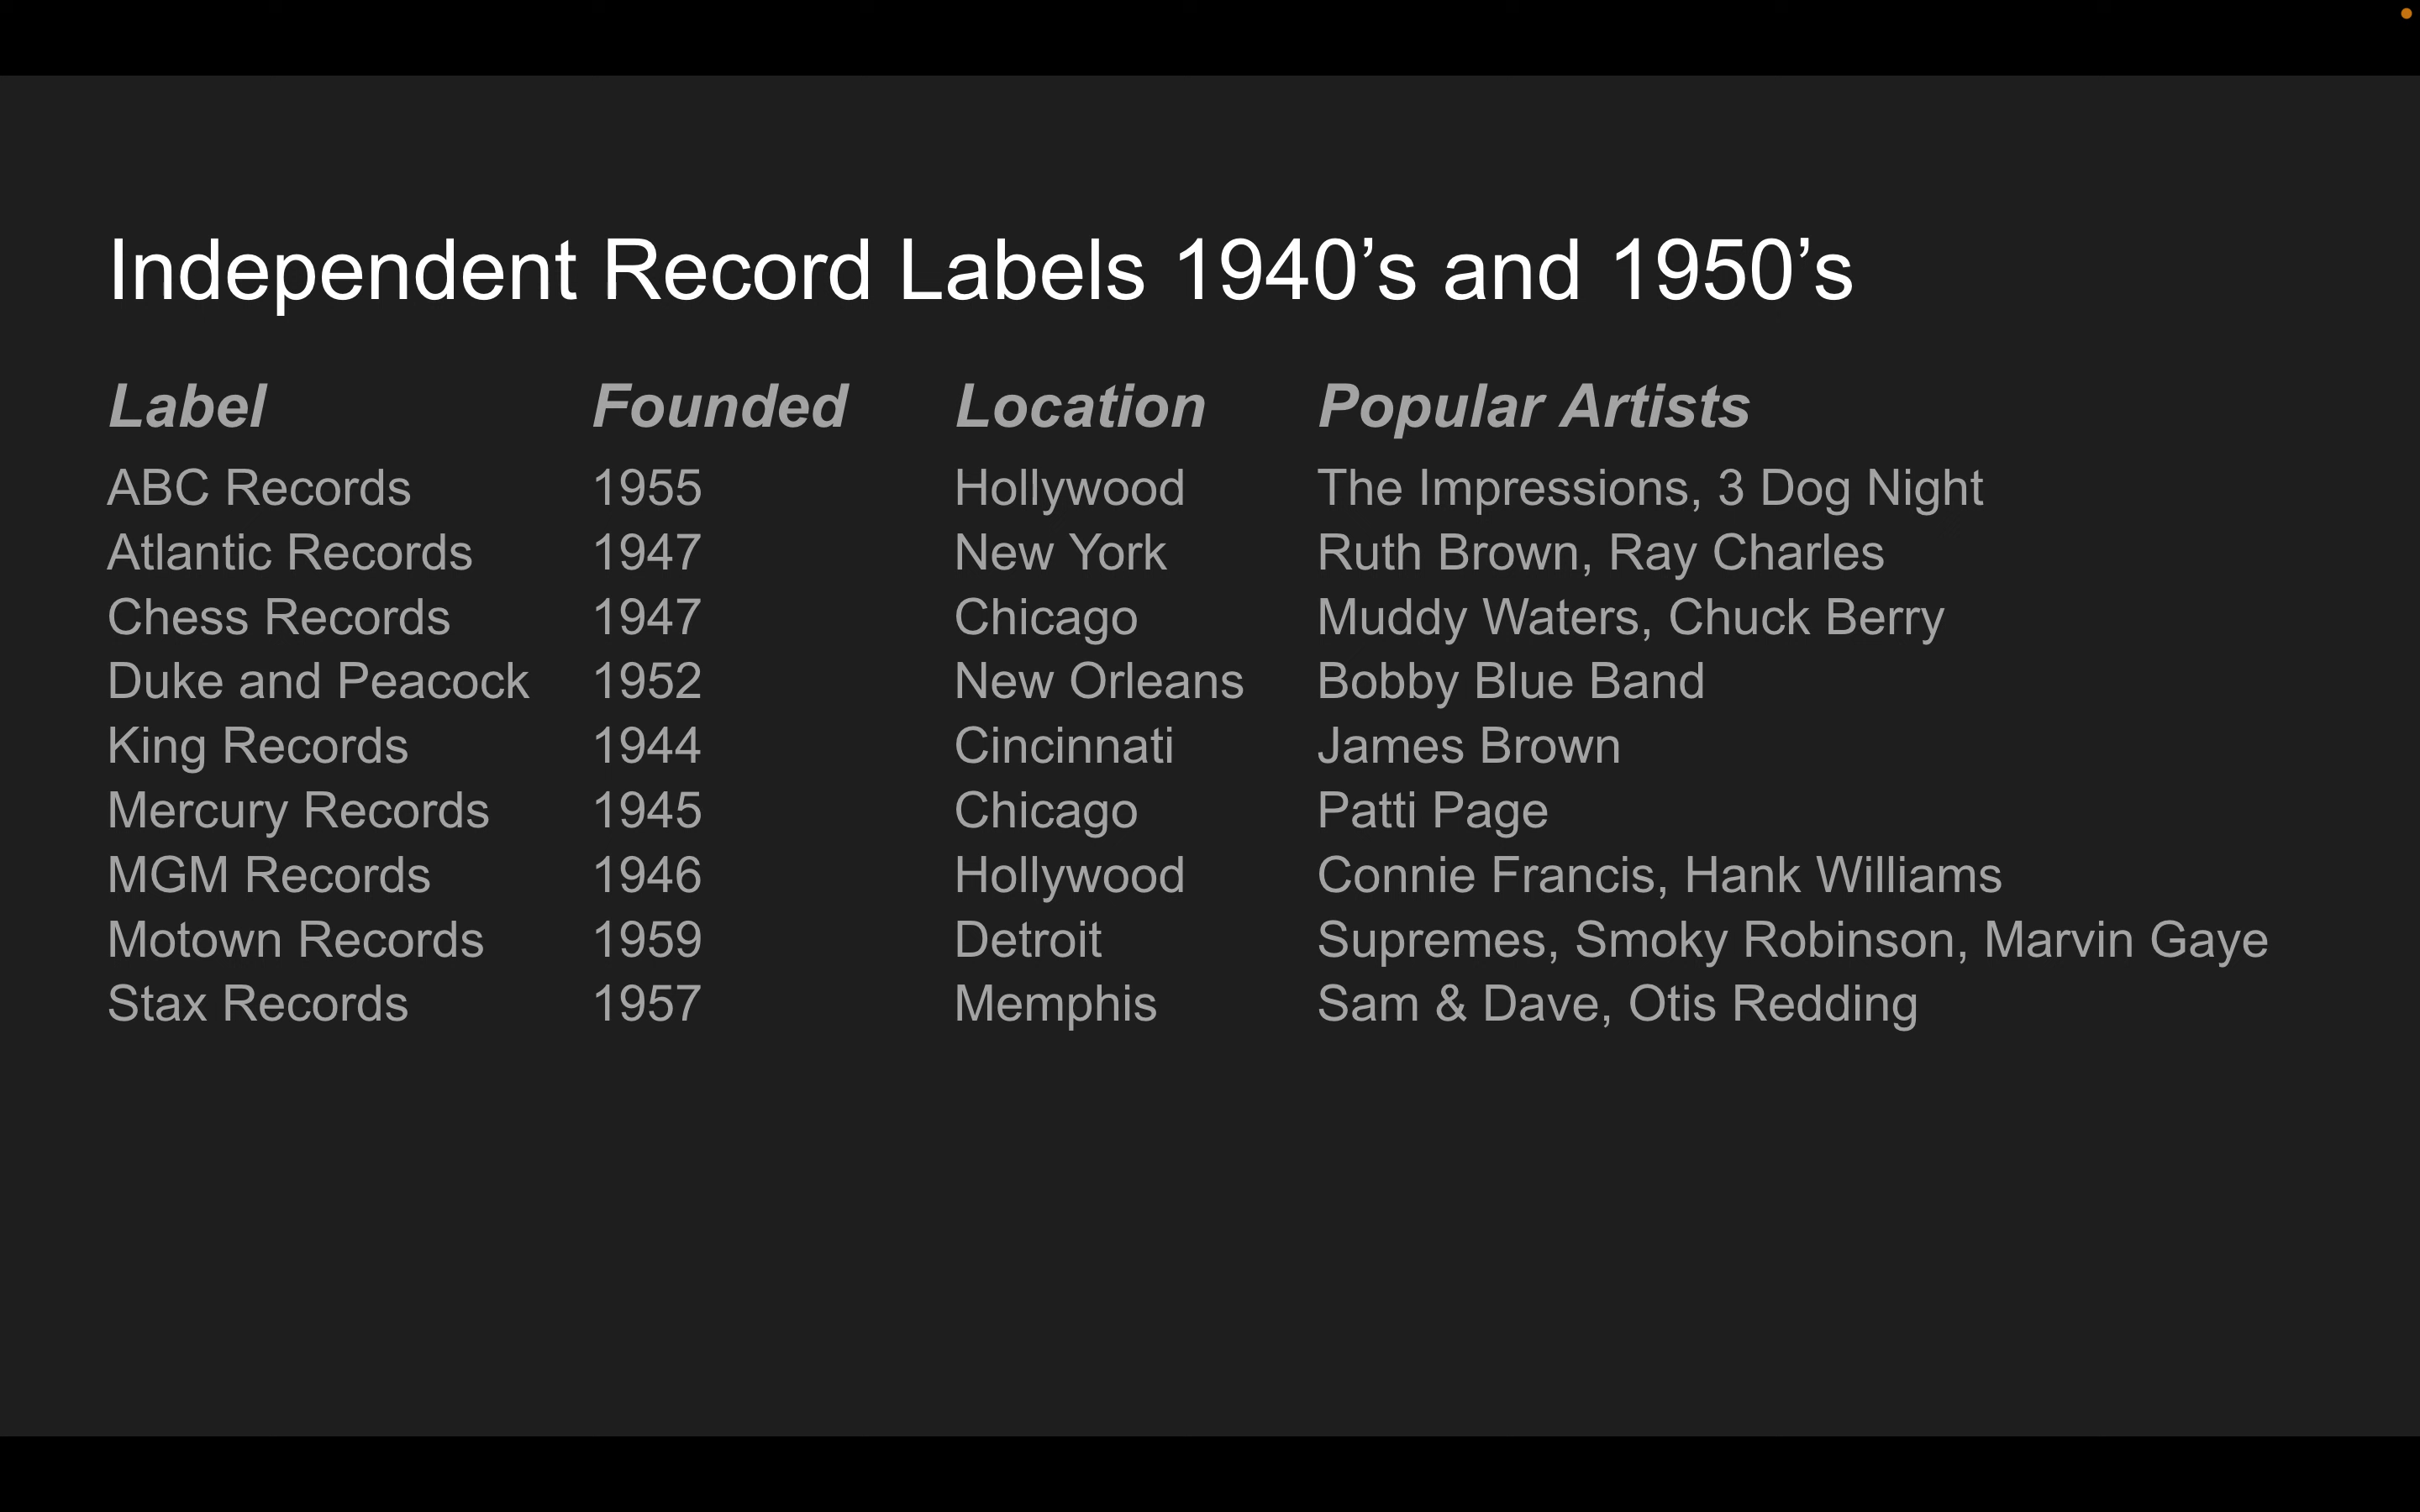 Independent Record Labels 1940’s and 1950’s
Label Founded Location Popular Artists
ABC Records 1955 Hollywood The Impressions, 3 Dog Night
Atlantic Records 1947 New York Ruth Brown, Ray Charles
Chess Records 1947 Chicago Muddy Waters, Chuck Berry
Duke and Peacock 1952 New Orleans Bobby Blue Band
King Records 1944 Cincinnati James Brown
Mercury Records 1945 Chicago Patti Page
MGM Records 1946 Hollywood Connie Francis, Hank Williams
Motown Records 1959 Detroit Supremes, Smoky Robinson, Marvin Gaye
Stax Records 1957 Memphis Sam & Dave, Otis Redding